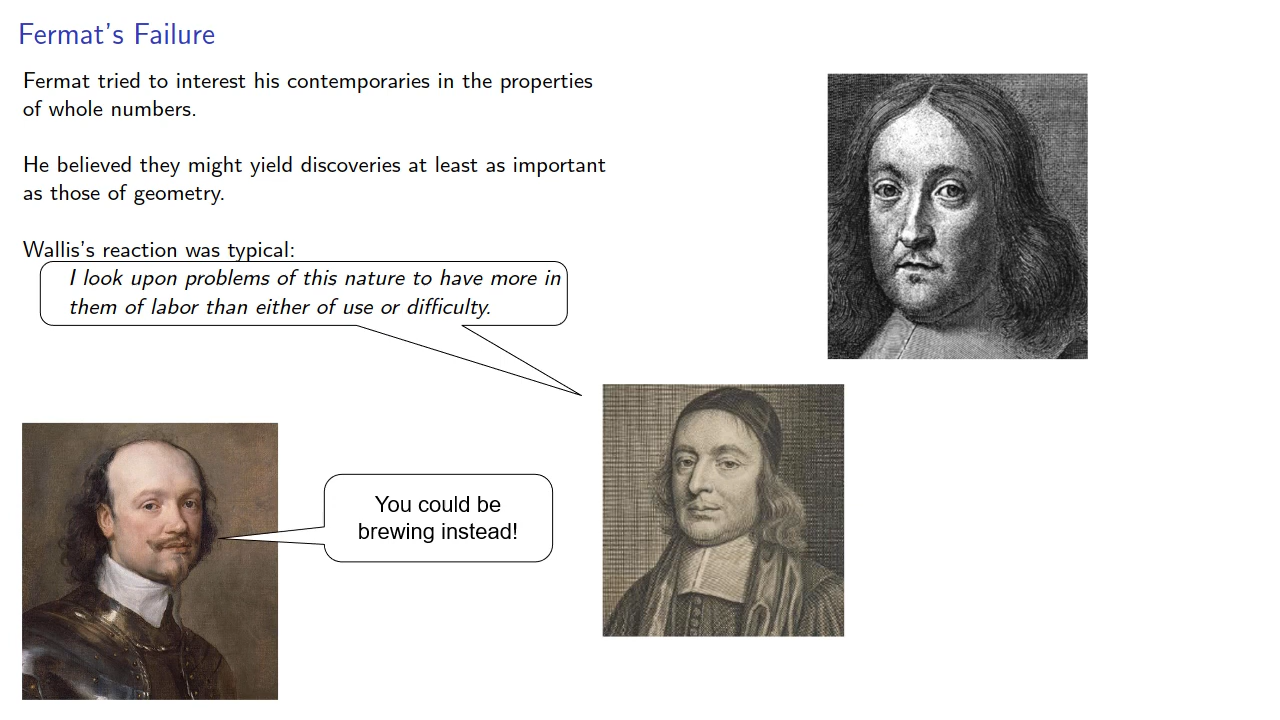 Fermat's Failure
Fermat tried to interest his contemporaries in the properties
of whole numbers.
He believed they might yield discoveries at least as important
as those of geometry.
Wallis's reaction was typical:
I look upon problems of this nature to have more in
them of labor than either of use or difficulty.
You could be
brewing instead!